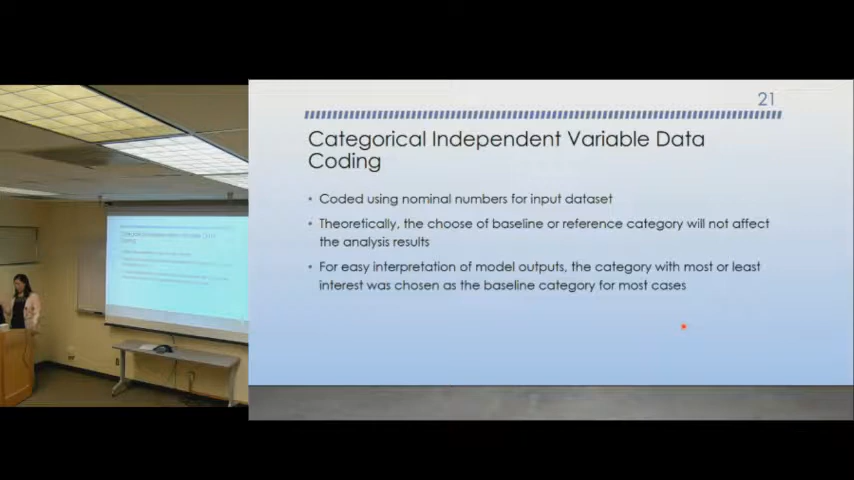 21
Categorical Independent Variable Data
Coding
• Coded using nominal numbers for input dataset
• Theoretically, the choose of baseline or reference category will not affect
the analysis results
• For easy interpretation of model outputs, the category with most or least
interest was chosen as the baseline category for most cases